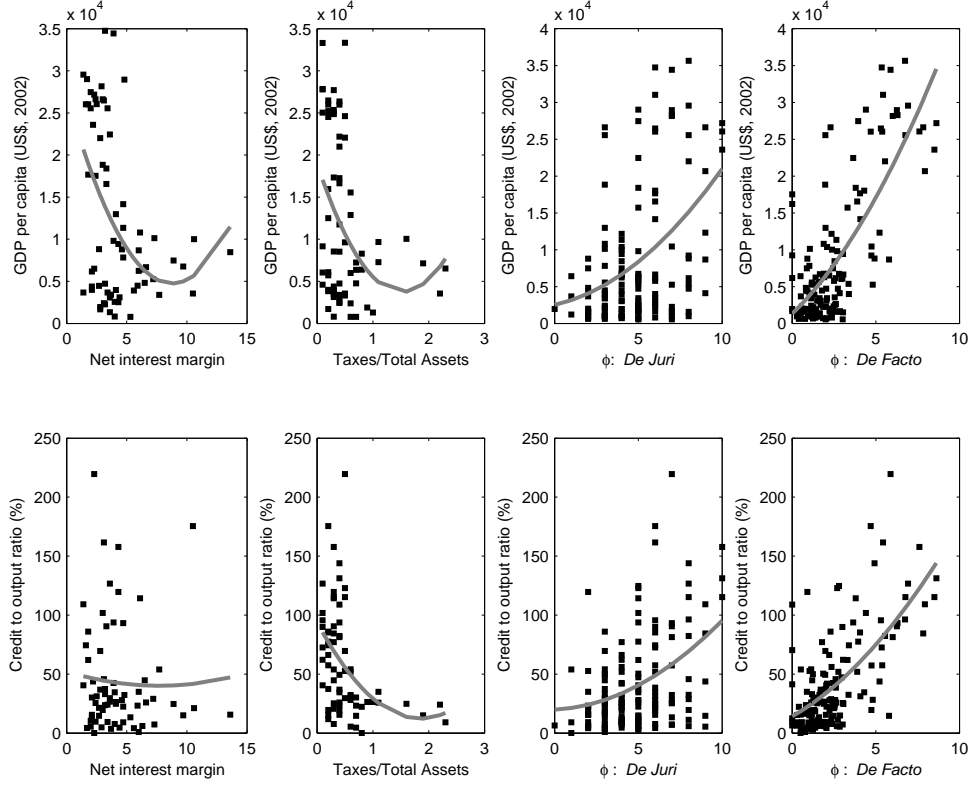 x 10⁴ x 10⁴ x 10⁴ x 10⁴
3.5 3.5 4 4
3 3 3.5 3.5
2.5 2.5 3 3
2 2 2.5 2.5
1.5 1.5 2 2
1 1 1.5 1.5
0.5 0.5 1 1
0 0 0.5 0.5
0 0
GDP per capita (US$, 2002) GDP per capita (US$, 2002) GDP per capita (US$, 2002) GDP per capita (US$, 2002)
0 5 10 15 0 1 2 3 0 5 10 0 5 10
Net interest margin Taxes/Total Assets ϕ: De Juri ϕ : De Facto
250 250 250 250
200 200 200 200
150 150 150 150
100 100 100 100
50 50 50 50
0 0 0 0
Credit to output ratio (%) Credit to output ratio (%) Credit to output ratio (%) Credit to output ratio (%)
0 5 10 15 0 1 2 3 0 5 10 0 5 10
Net interest margin Taxes/Total Assets ϕ : De Juri ϕ : De Facto